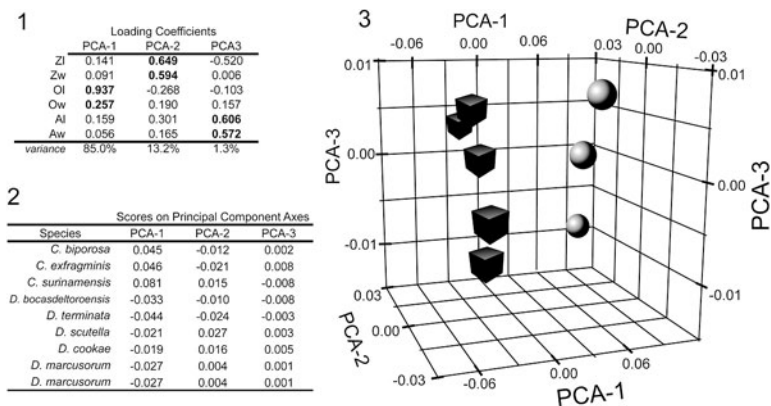 1
Loading Coefficients
PCA-1 PCA-2 PCA3
Zl 0.141 0.649 -0.520
Zw 0.091 0.594 0.006
Ol 0.937 -0.268 -0.103
Ow 0.257 0.190 0.157
Al 0.159 0.301 0.606
Aw 0.056 0.165 0.572
variance 85.0% 13.2% 1.3%
2
Scores on Principal Component Axes
Species PCA-1 PCA-2 PCA-3
C. biporosa 0.045 -0.012 0.002
C. exfragminis 0.046 -0.021 0.008
C. surinamensis 0.081 0.015 -0.008
D. bocasdeltoroensis -0.033 -0.010 -0.008
D. terminata -0.044 -0.024 -0.003
D. scutella -0.021 0.027 0.003
D. cookae -0.019 0.016 0.005
D. marcusorum -0.027 0.004 0.001
D. marcusorum -0.027 0.004 0.001
3
PCA-1
PCA-2
-0.06 0.00 0.06 0.03 0.00 -0.03
0.01
0.01
PCA-3
0.00
0.00
PCA-3
-0.01
-0.01
0.03
PCA-2
0.00
-0.03
-0.06
0.00
0.06
PCA-1